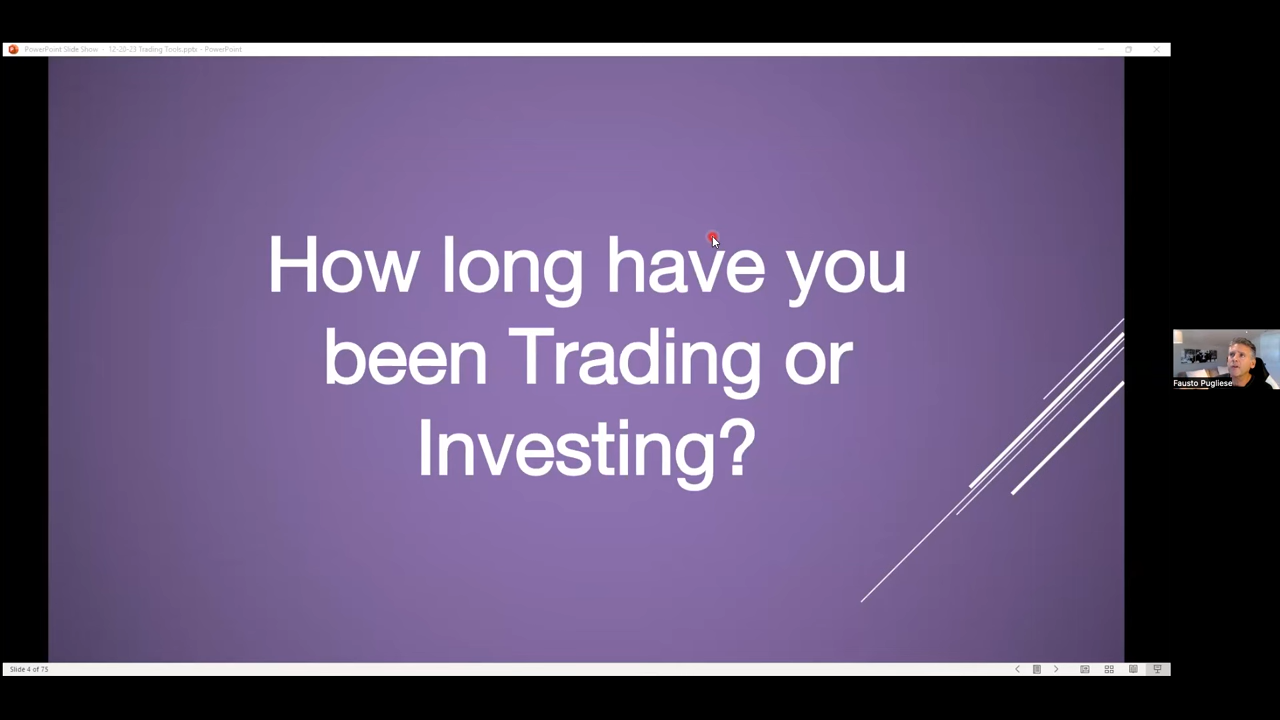 PowerPoint Slide Show - 12-20-23 Trading Tools.pptx - PowerPoint
How long have you
been Trading or
Investing?
Fausto Pugliese
Slide 4 of 75